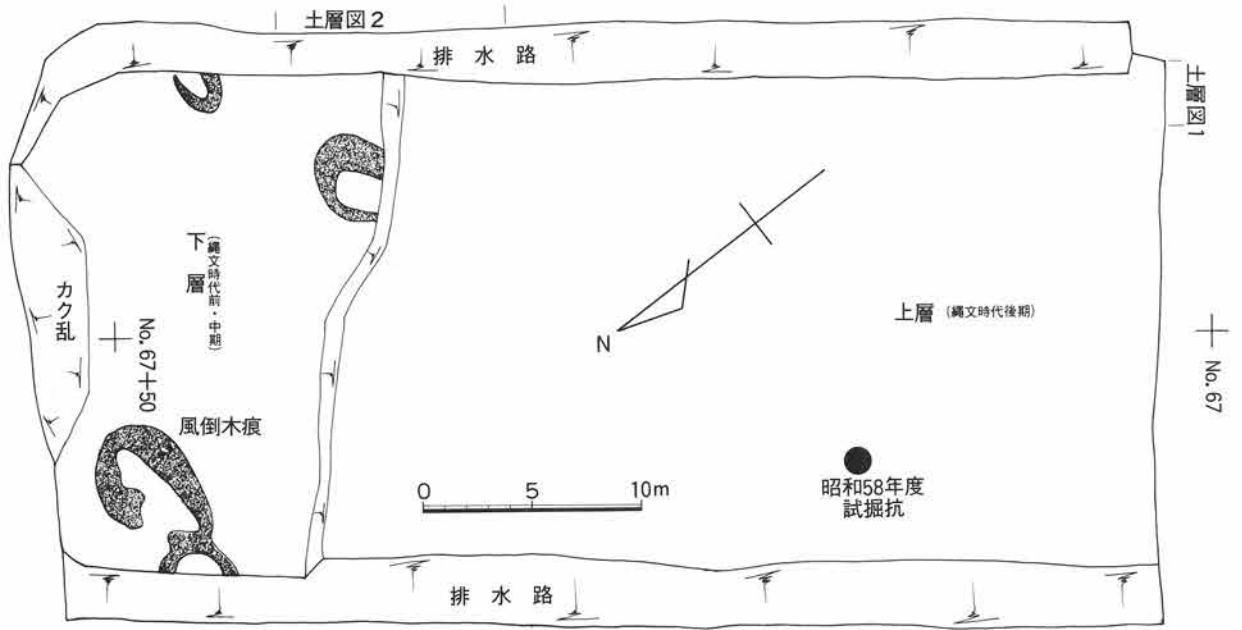 土層図2
排水路
土層図1
下層
(縄文時代前・中期)
カク乱
No.67+50
風倒木痕
N
上層 (縄文時代後期)
No.67
0 5 10m
昭和58年度
試掘抗
排水路